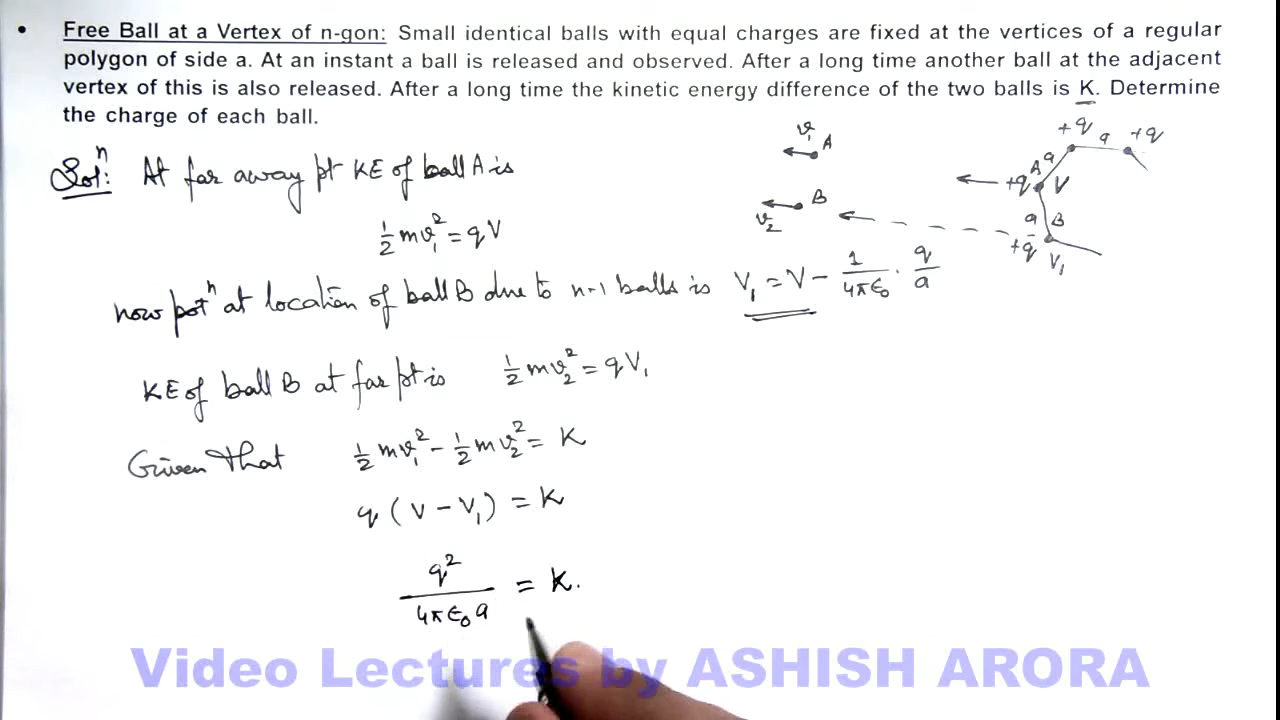 • Free Ball at a Vertex of n-gon: Small identical balls with equal charges are fixed at the vertices of a regular
polygon of side a. At an instant a ball is released and observed. After a long time another ball at the adjacent
vertex of this is also released. After a long time the kinetic energy difference of the two balls is K. Determine
the charge of each ball.
Solⁿ: At far away pt KE of ball A is
½mv₁² = qV
now potⁿ at location of ball B due to n-1 balls is V₁ = V - 1/4πε₀ · q/a
KE of ball B at far pt is ½mv₂² = qV₁
Given that ½mv₁² - ½mv₂² = K
q(V - V₁) = K
q²/4πε₀a = K.
v₁ A
B
v₂
+q
a
+q
a
A
+q V
a B
+q V₁
Video Lectures by ASHISH ARORA